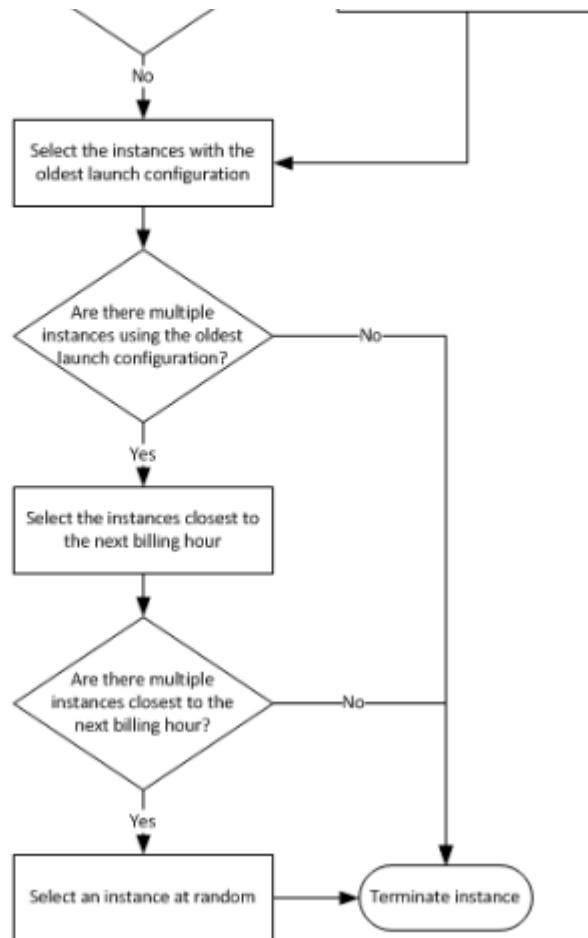 No
Select the instances with the
oldest launch configuration
Are there multiple
instances using the oldest
launch configuration?
No
Yes
Select the instances closest to
the next billing hour
Are there multiple
instances closest to the
next billing hour?
No
Yes
Select an instance at random
Terminate instance